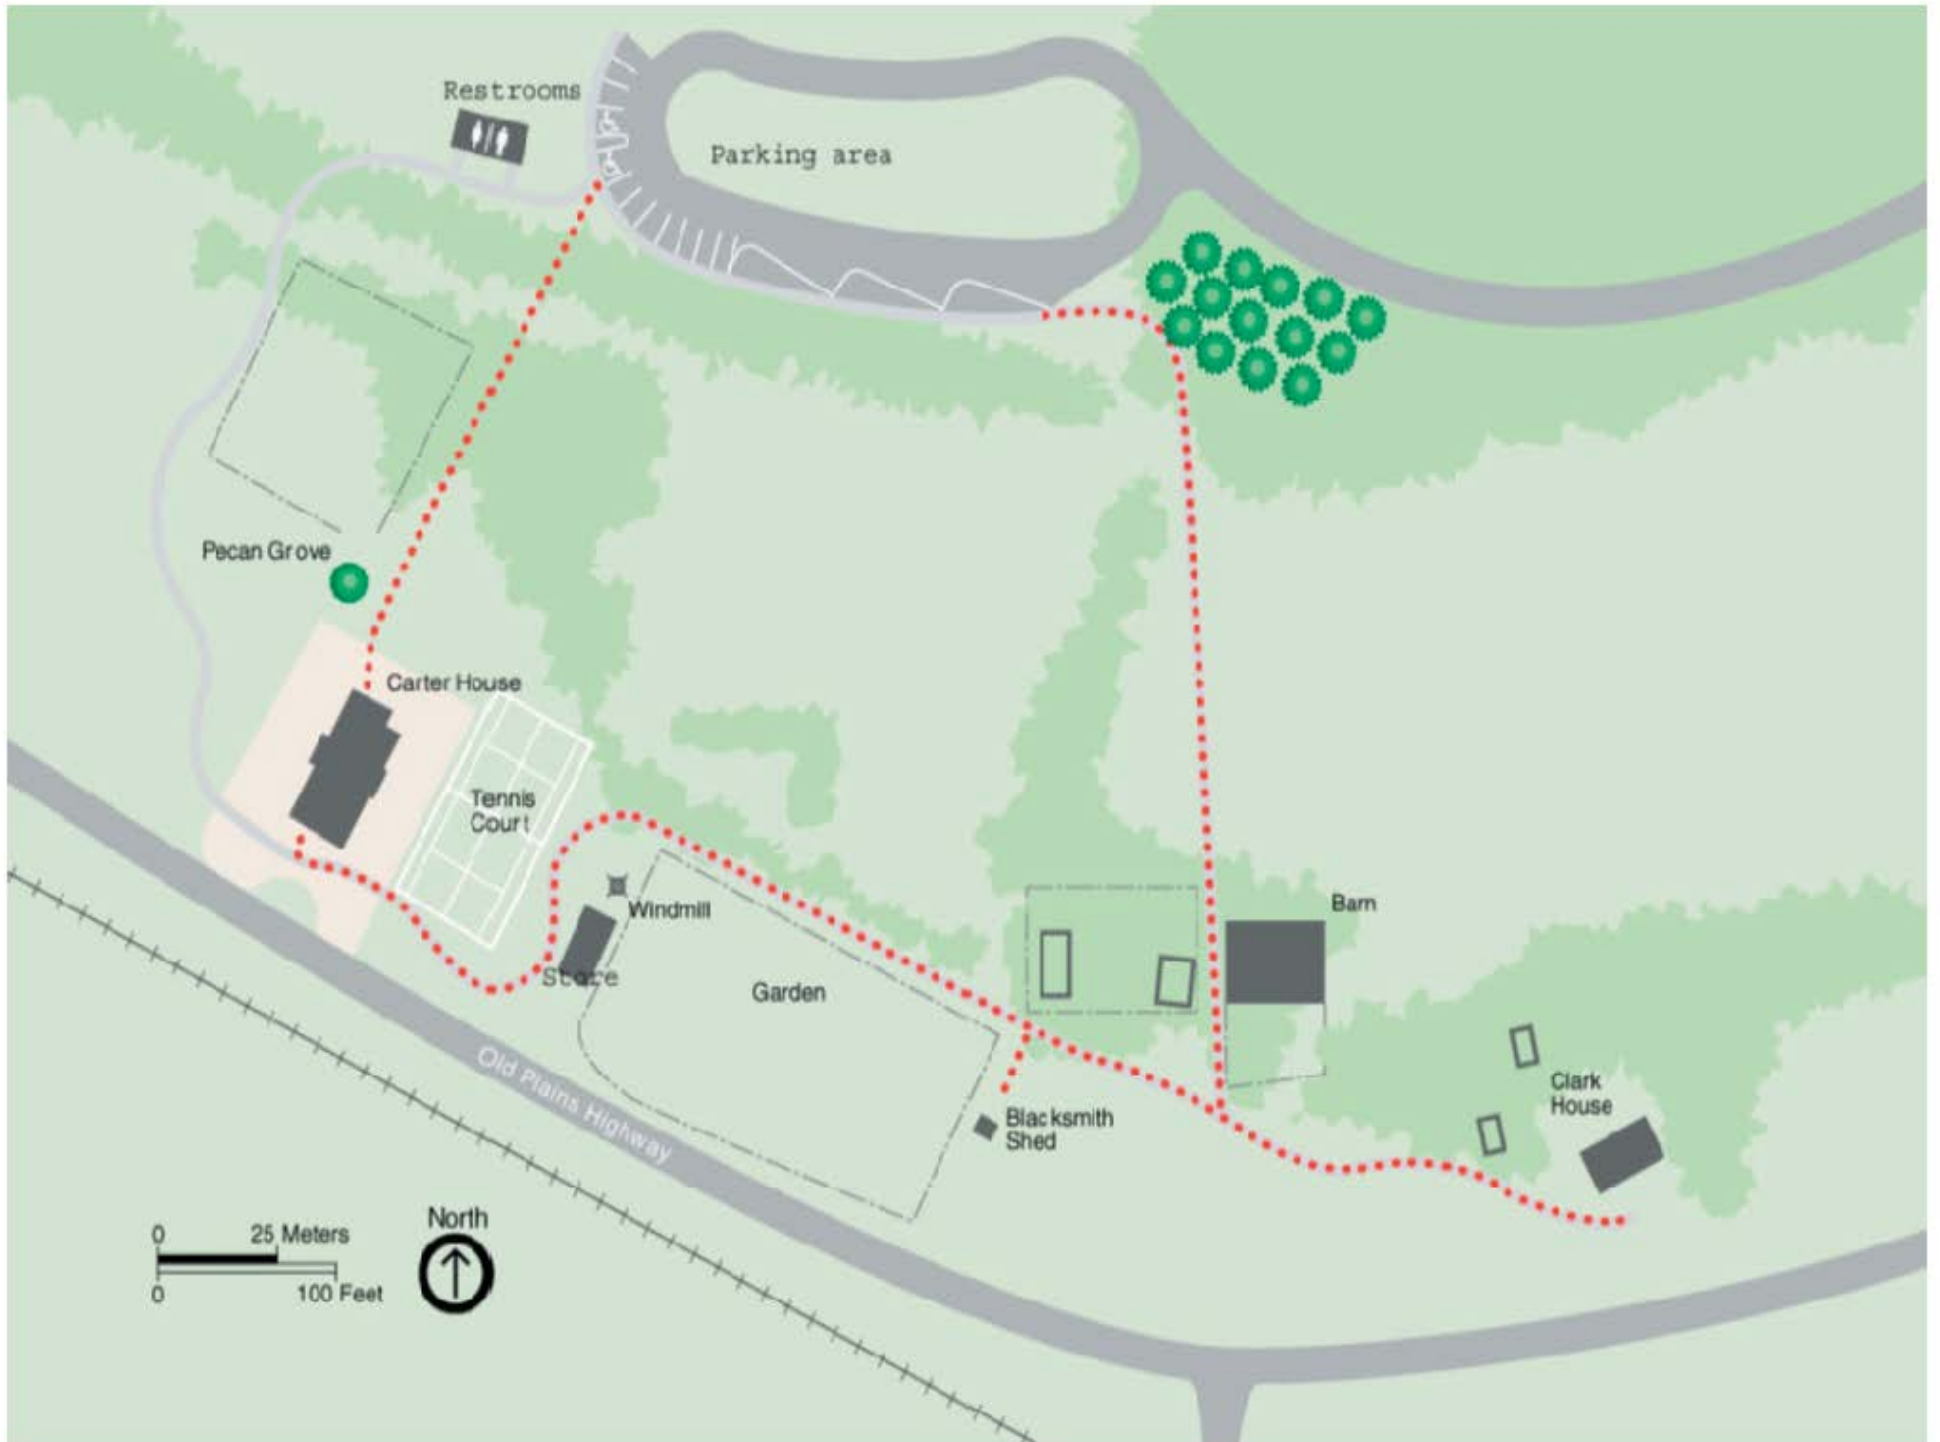 Restrooms
Parking area
Pecan Grove
Carter House
Tennis
Court
Windmill
Store
Garden
Barn
Clark
House
Blacksmith
Shed
Old Plains Highway
0
25 Meters
0
100 Feet
North